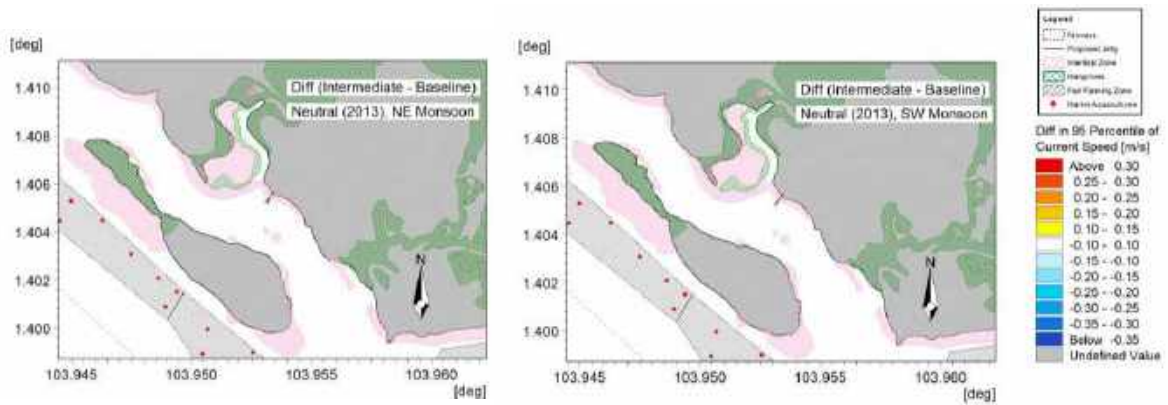 [deg]
1.410
1.408
1.406
1.404
1.402
1.400
Diff (Intermediate - Baseline)
Neutral (2013), NE Monsoon
N
103.945 103.950 103.955 103.960
[deg]
[deg]
1.410
1.408
1.406
1.404
1.402
1.400
Diff (Intermediate - Baseline)
Neutral (2013), SW Monsoon
N
103.945 103.950 103.955 103.960
[deg]
Legend
Proposed Jetty
Intertidal Zone
Mangroves
Fish Farming Zone
Diff in 95 Percentile of
Current Speed [m/s]
Above 0.30
0.25 - 0.30
0.20 - 0.25
0.15 - 0.20
0.10 - 0.15
-0.10 - 0.10
-0.15 - -0.10
-0.20 - -0.15
-0.25 - -0.20
-0.30 - -0.25
-0.35 - -0.30
Below -0.35
Undefined Value